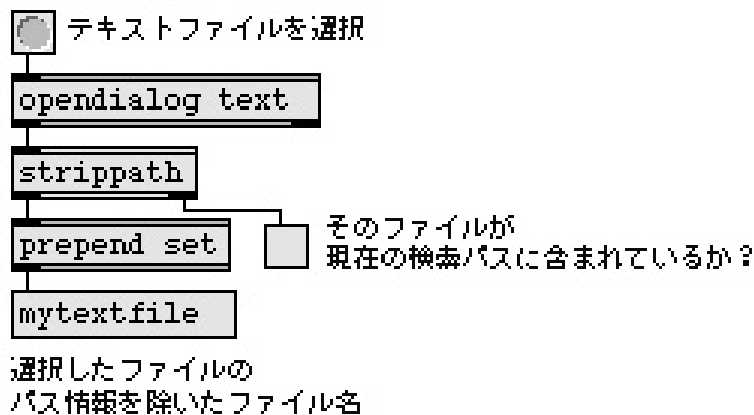 テキストファイルを選択
opendialog text
strippath
そのファイルが
現在の検索パスに含まれているか？
prepend set
mytextfile
選択したファイルの
パス情報を除いたファイル名